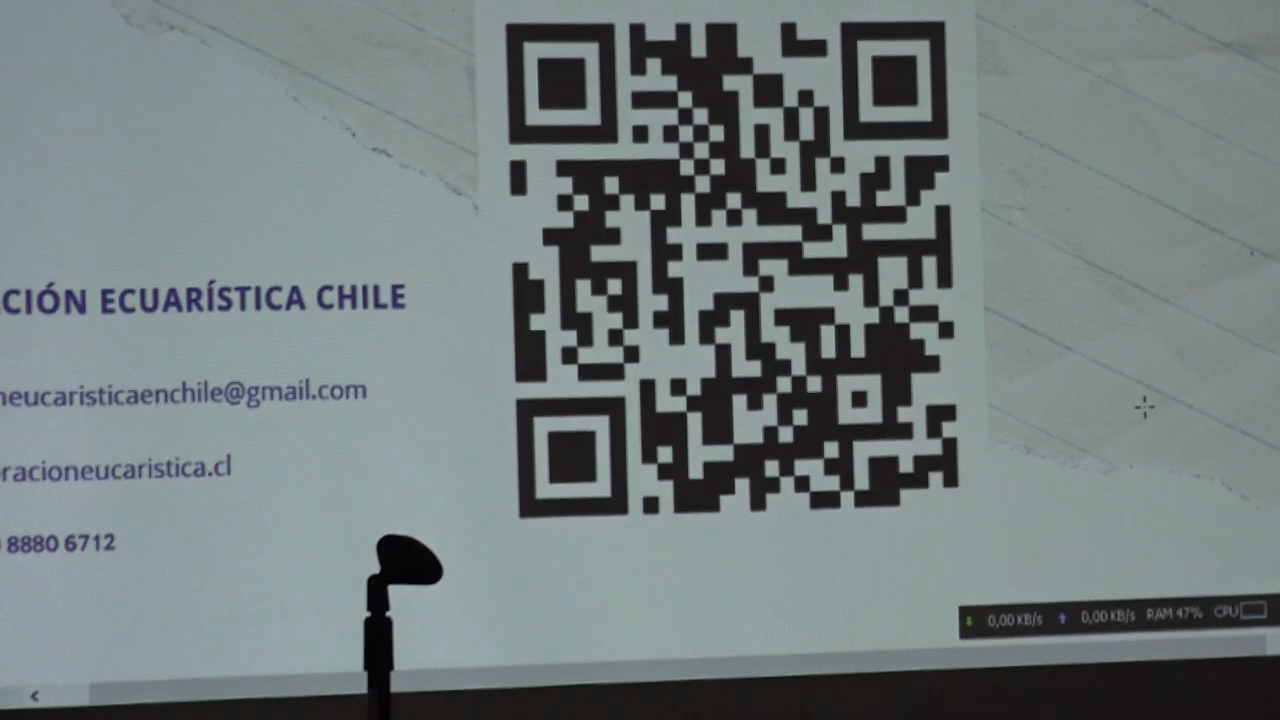 CIÓN ECUARÍSTICA CHILE
neucaristicaenchile@gmail.com
racioneucaristica.cl
8880 6712
0,00 KB/s 0,00 KB/s RAM 47% CPU